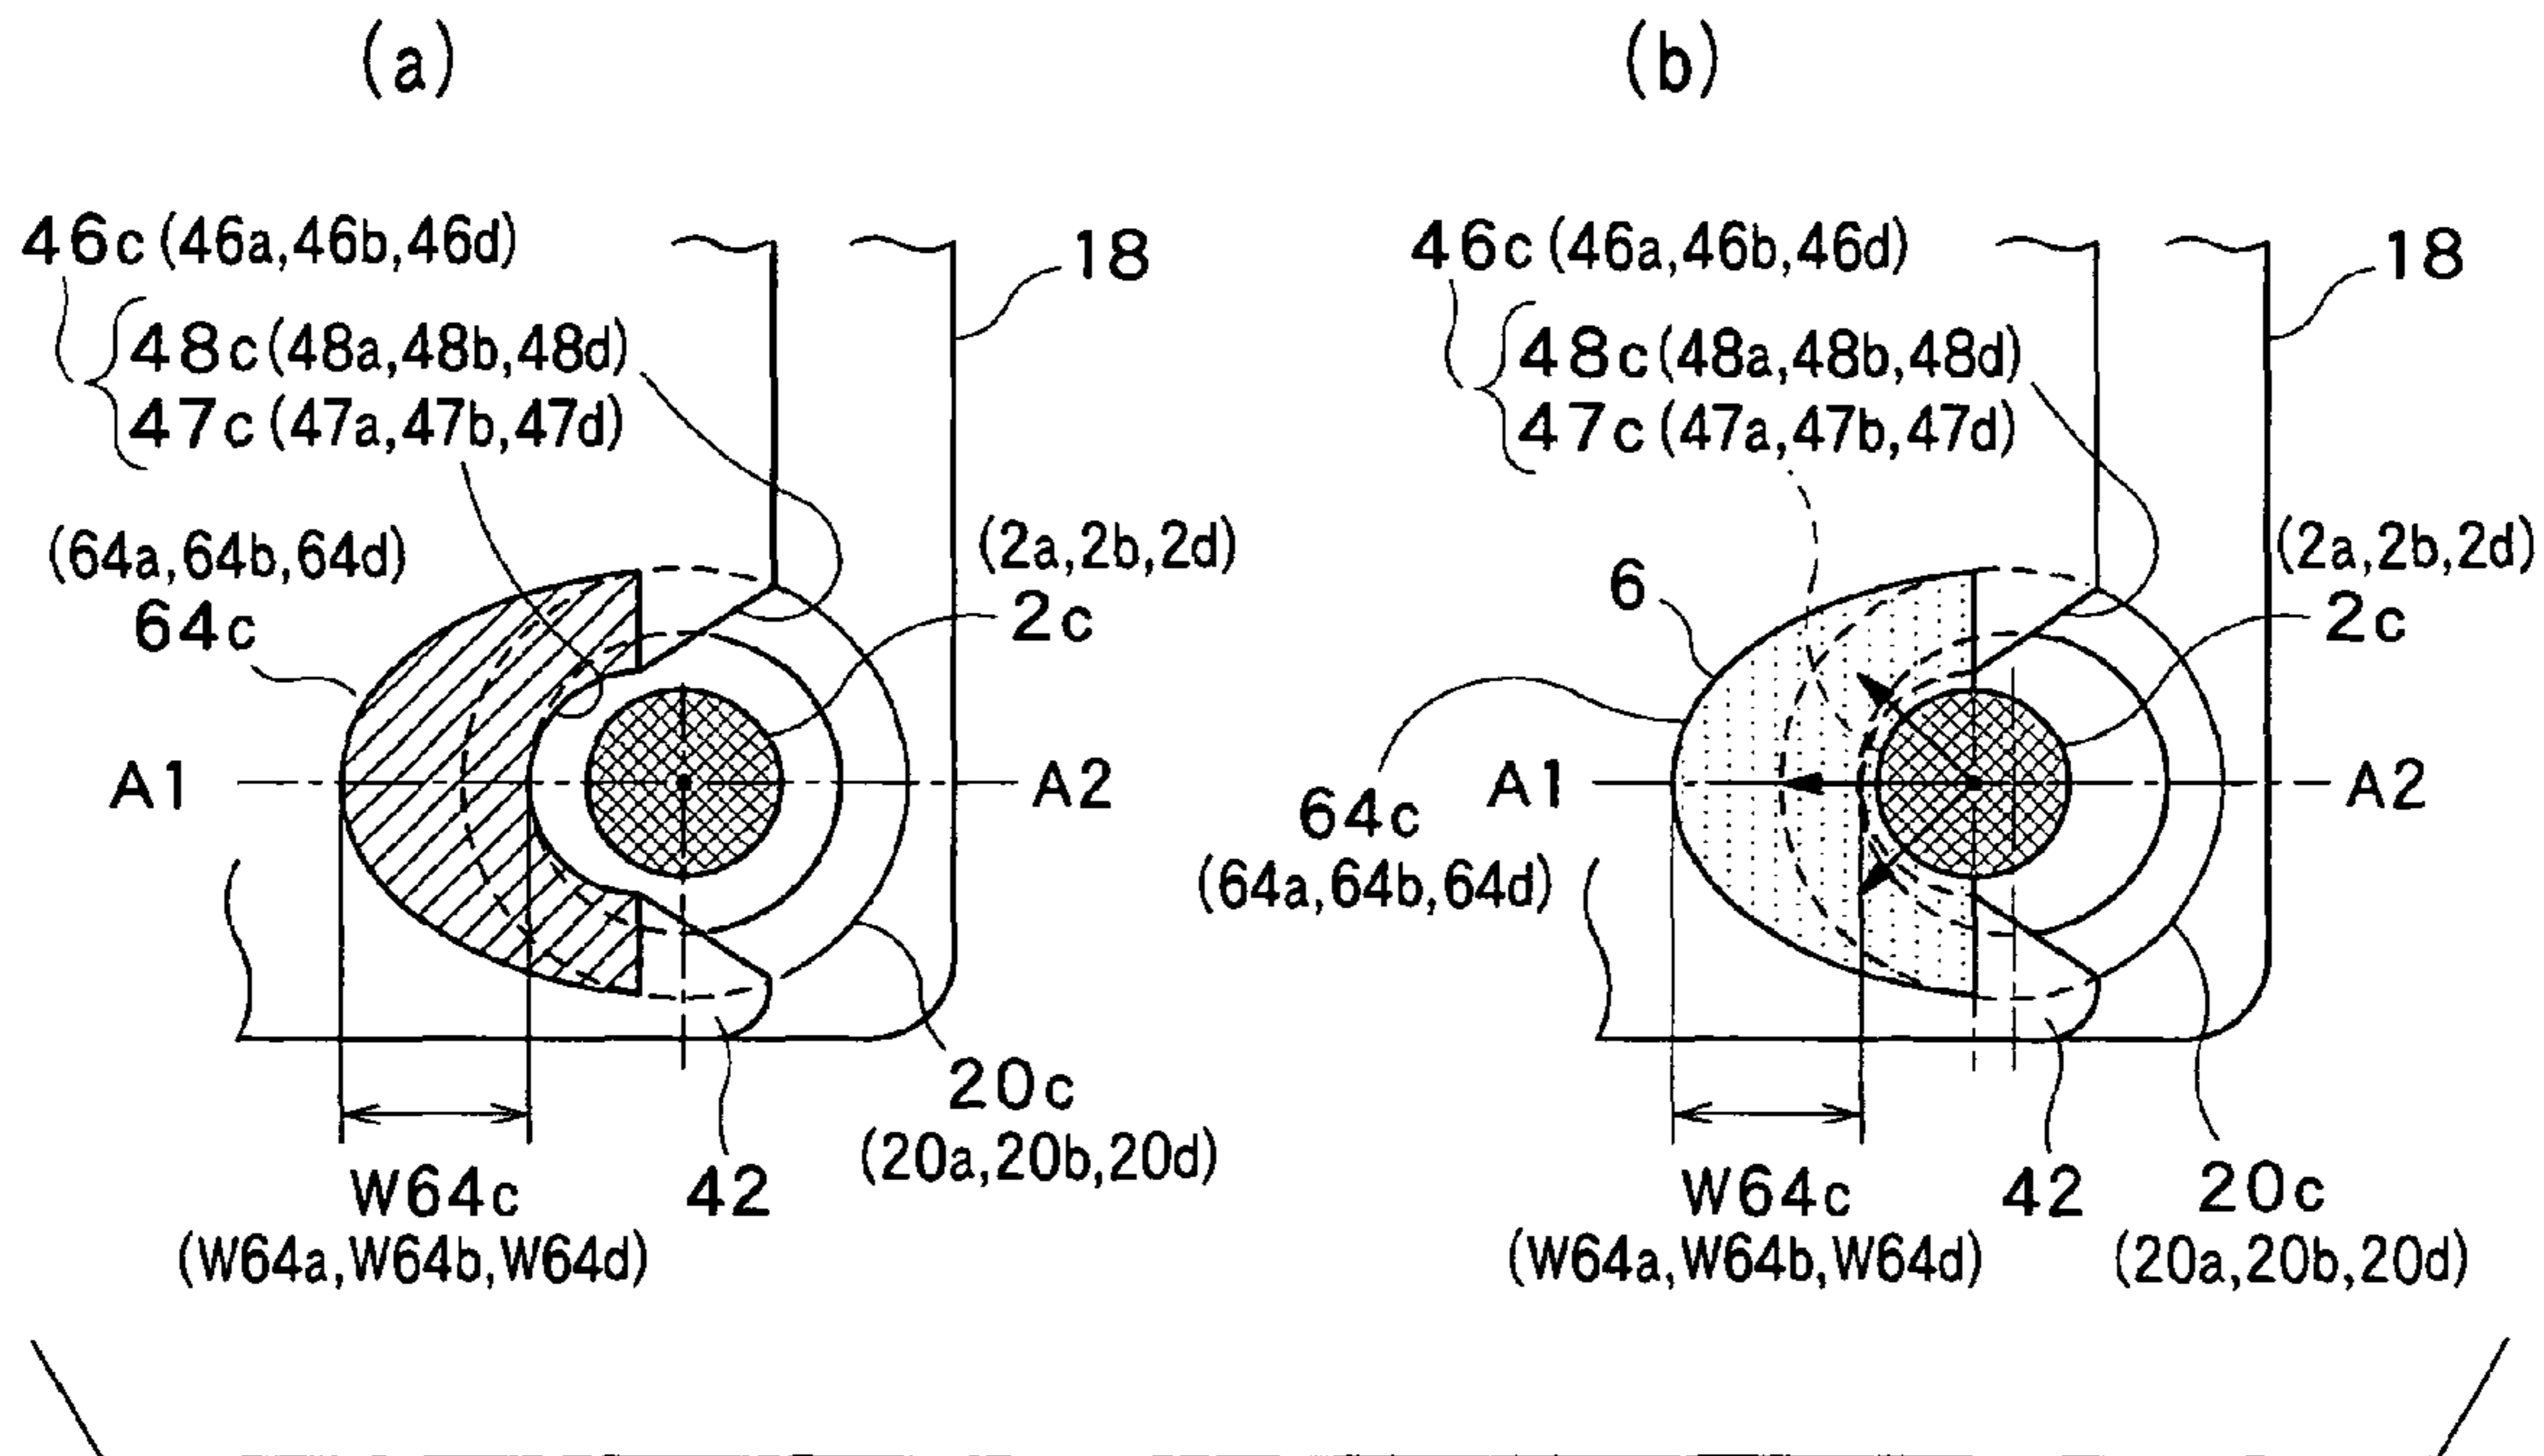 (a)
46c (46a,46b,46d)
18
48c (48a,48b,48d)
47c (47a,47b,47d)
(64a,64b,64d)
64c
(2a,2b,2d)
2c
A1
A2
20c
(20a,20b,20d)
W64c
(W64a,W64b,W64d)
42
(b)
46c (46a,46b,46d)
18
48c (48a,48b,48d)
47c (47a,47b,47d)
6
(2a,2b,2d)
2c
A1
A2
64c
(64a,64b,64d)
W64c
(W64a,W64b,W64d)
42
20c
(20a,20b,20d)